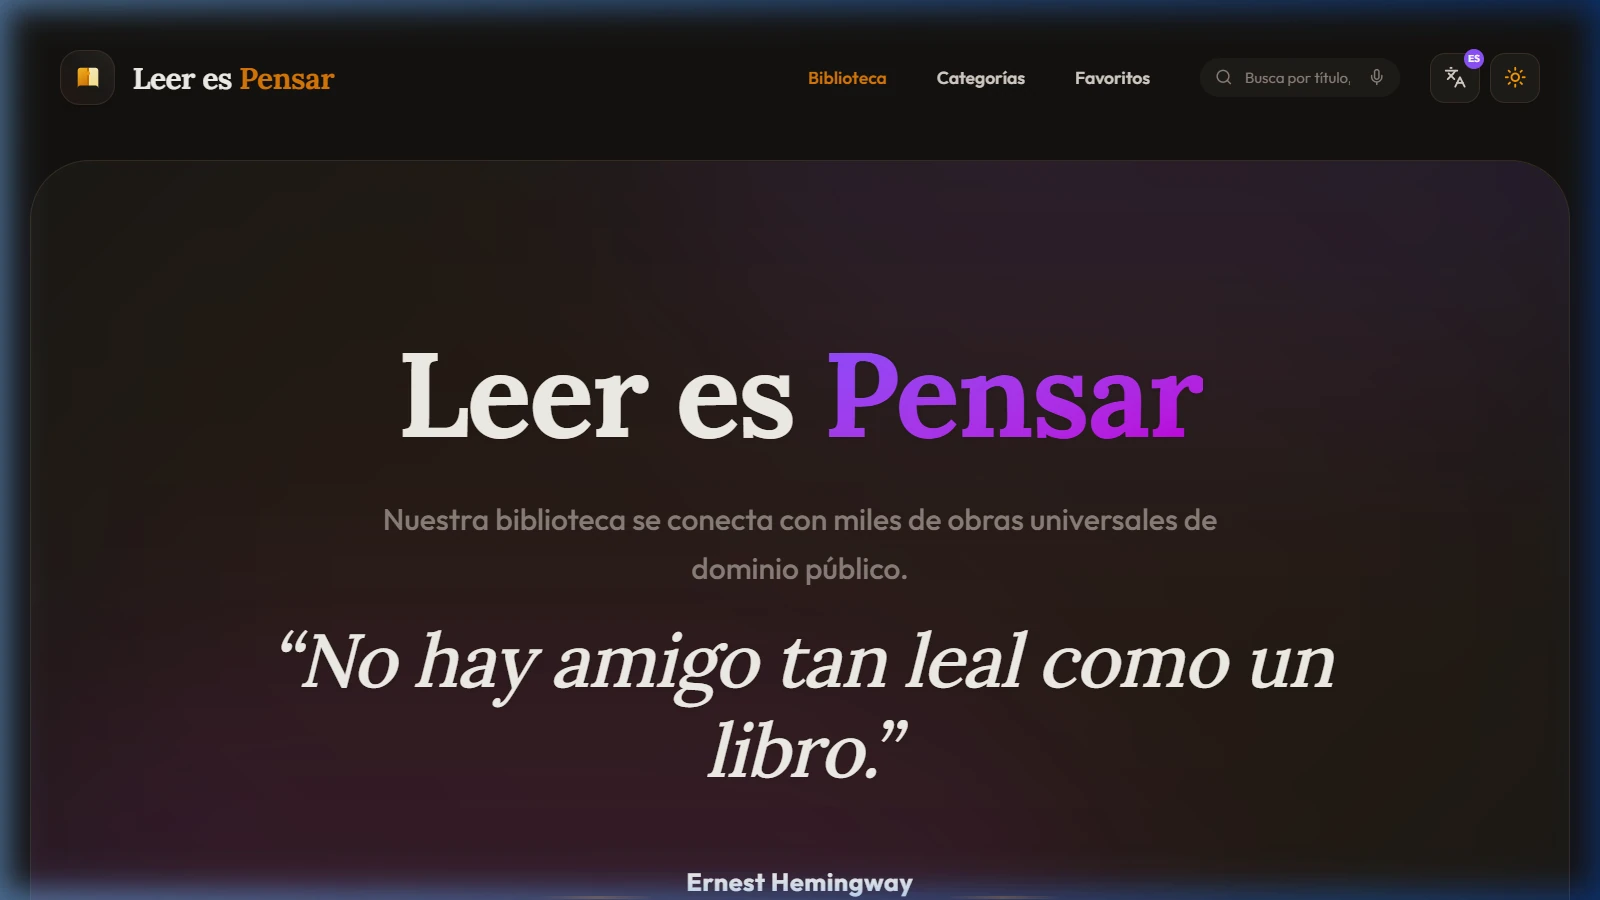 Leer es Pensar
Biblioteca
Categorías
Favoritos
Busca por título,
ES
Leer es Pensar
Nuestra biblioteca se conecta con miles de obras universales de
dominio público.
“No hay amigo tan leal como un
libro.”
Ernest Hemingway